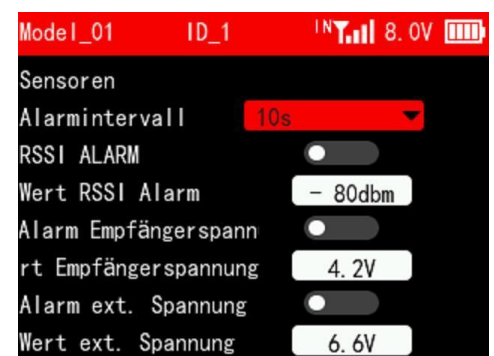 Model_01 ID_1 IN 8.0V
Sensoren
Alarmintervall 10s
RSSI ALARM
Wert RSSI Alarm - 80dbm
Alarm Empfängerspann
rt Empfängerspannung 4.2V
Alarm ext. Spannung
Wert ext. Spannung 6.6V